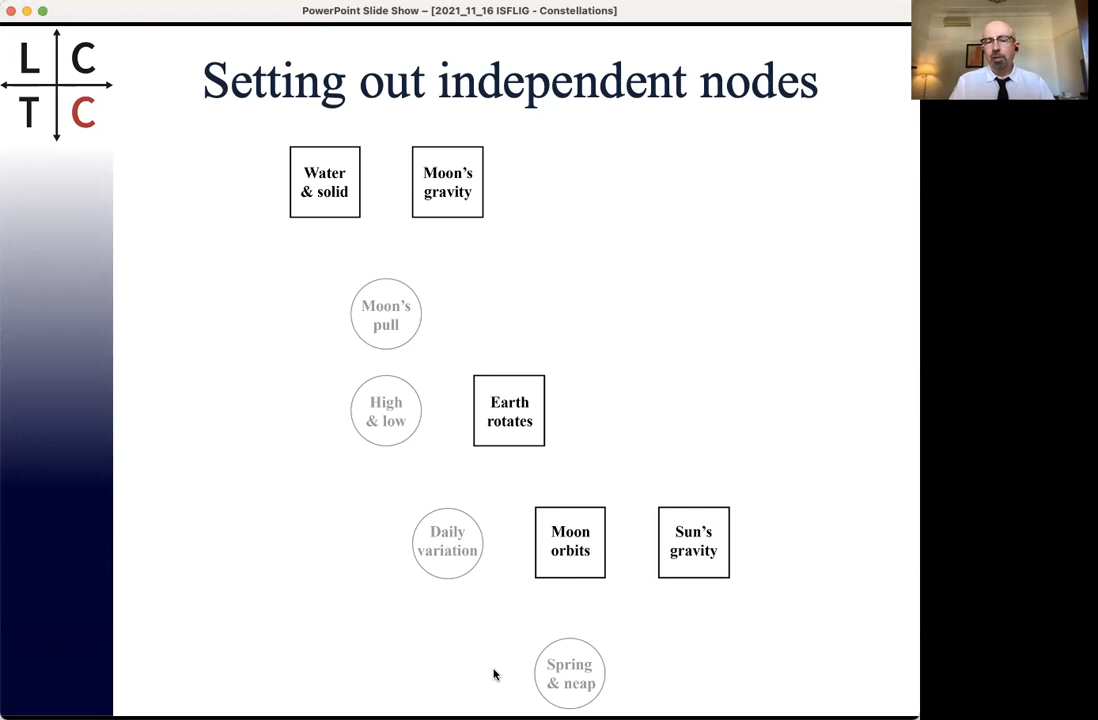 PowerPoint Slide Show – [2021_11_16 ISFLIG - Constellations]
L C
T C
Setting out independent nodes
Water
& solid
Moon’s
gravity
Moon’s
pull
High
& low
Earth
rotates
Daily
variation
Moon
orbits
Sun’s
gravity
Spring
& neap